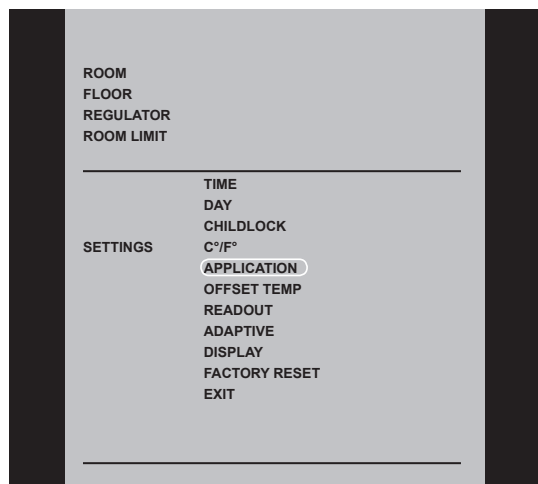 ROOM
FLOOR
REGULATOR
ROOM LIMIT
TIME
DAY
CHILDLOCK
SETTINGS C°/F°
APPLICATION
OFFSET TEMP
READOUT
ADAPTIVE
DISPLAY
FACTORY RESET
EXIT